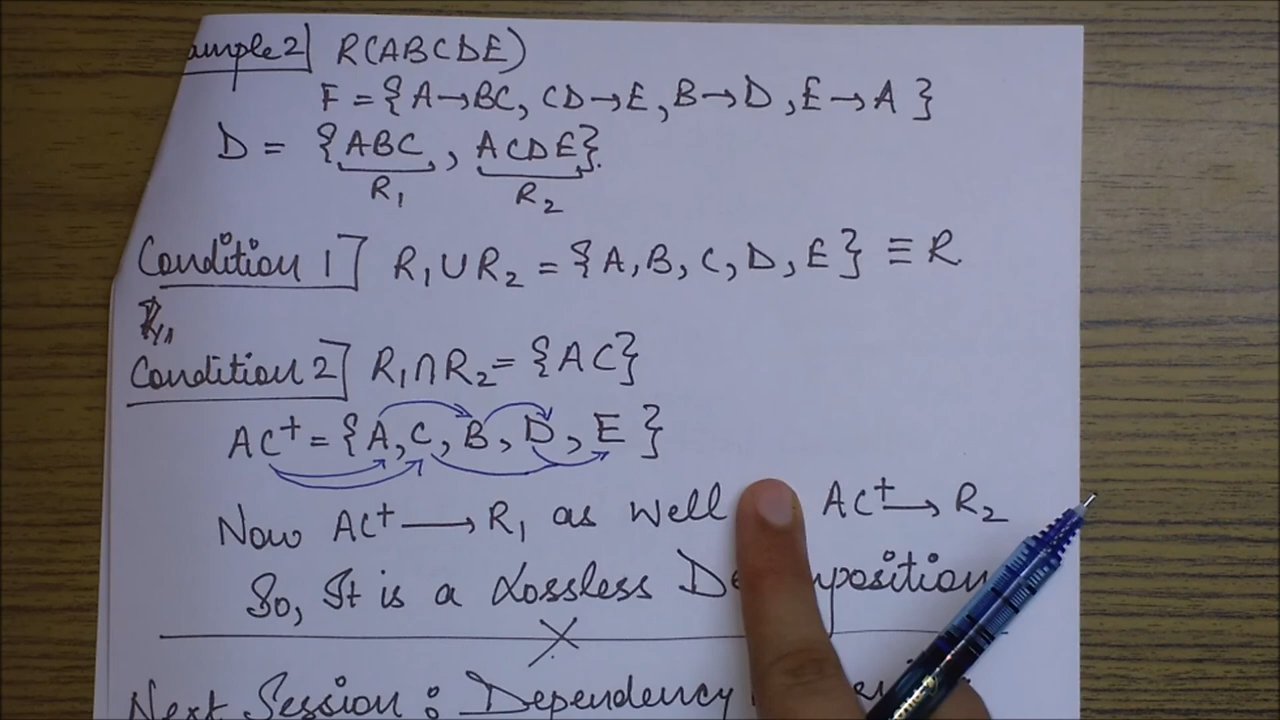 ample 2 R(ABCDE)
F = {A→BC, CD→E, B→D, E→A}
D = {ABC, ACDE}.
R₁ R₂
Condition 1 R₁∪R₂ = {A, B, C, D, E} ≡ R
Condition 2 R₁∩R₂ = {AC}
AC⁺ = {A, C, B, D, E}
Now AC⁺ → R₁ as well AC⁺ → R₂
So, It is a Lossless De mposition
X
Next Session : Dependency